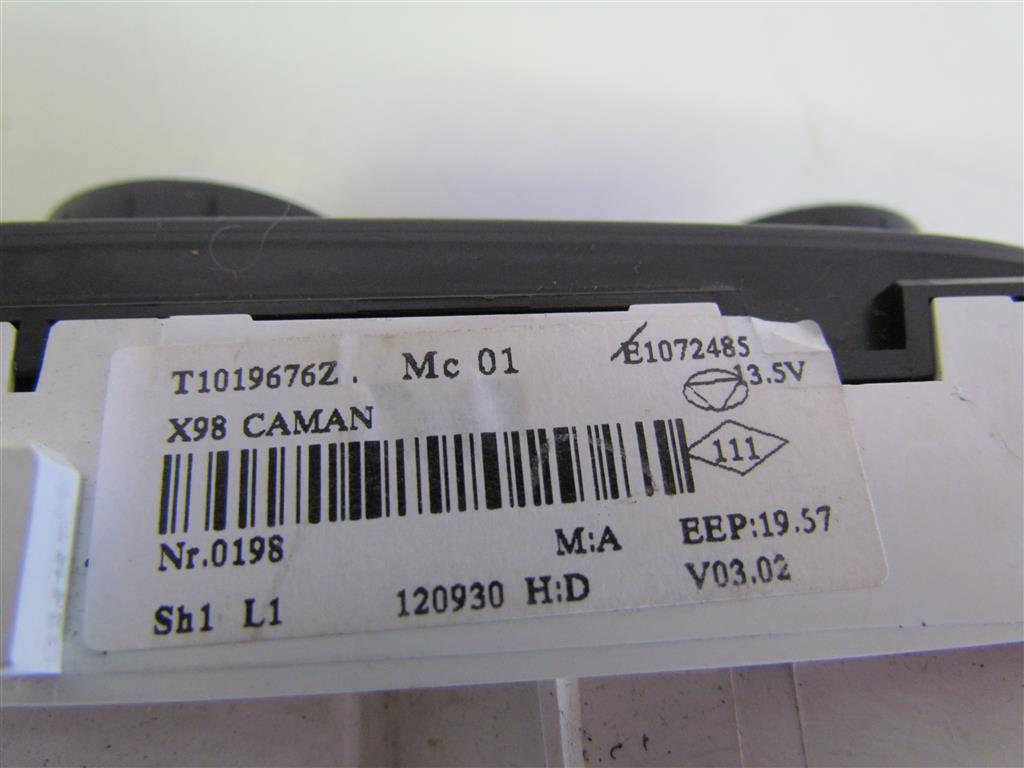 T1019676Z. Mc 01 E1072485
13.5V
X98 CAMAN
111
Nr.0198 M:A EEP:19.57
Sh1 L1 120930 H:D V03.02